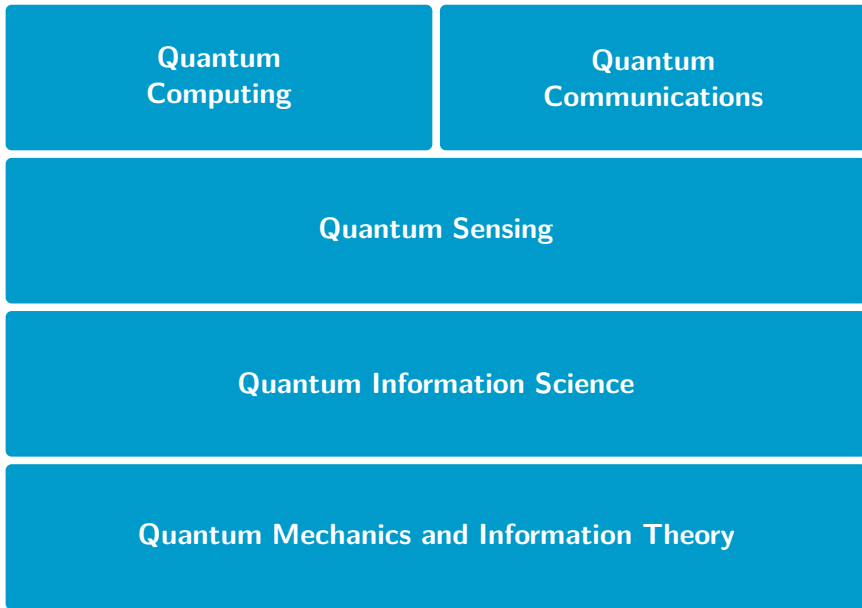 Quantum
Computing
Quantum
Communications
Quantum Sensing
Quantum Information Science
Quantum Mechanics and Information Theory